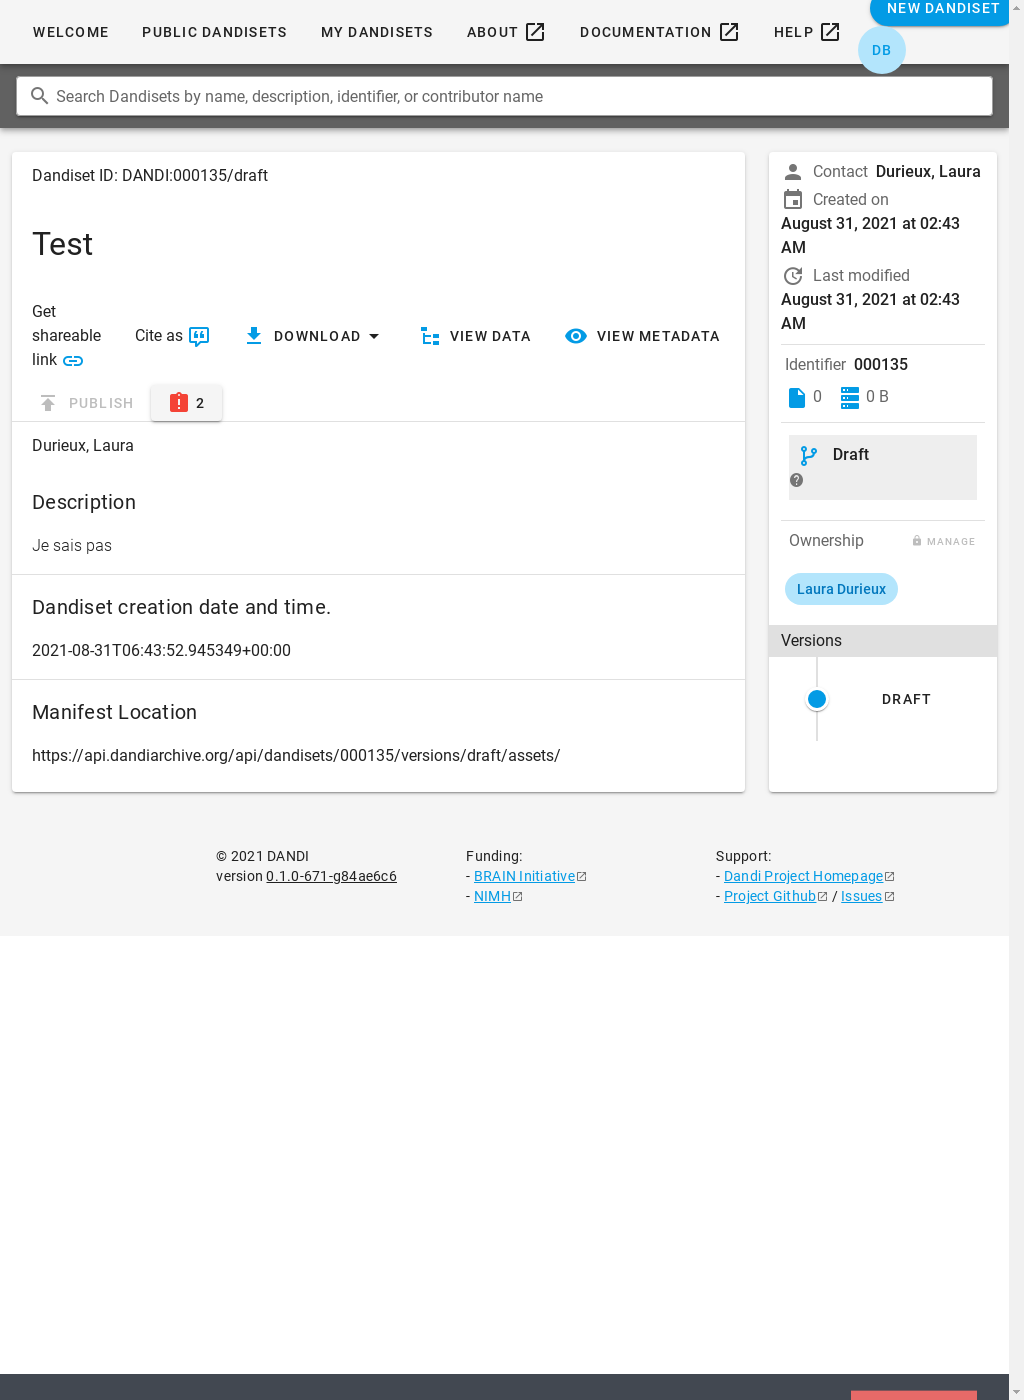 WELCOME
PUBLIC DANDISETS
MY DANDISETS
ABOUT
DOCUMENTATION
HELP
NEW DANDISET
DB
Search Dandisets by name, description, identifier, or contributor name
Dandiset ID: DANDI:000135/draft
Test
Get
shareable
link
Cite as
DOWNLOAD
VIEW DATA
VIEW METADATA
PUBLISH
2
Durieux, Laura
Description
Je sais pas
Dandiset creation date and time.
2021-08-31T06:43:52.945349+00:00
Manifest Location
https://api.dandiarchive.org/api/dandisets/000135/versions/draft/assets/
Contact Durieux, Laura
Created on
August 31, 2021 at 02:43
AM
Last modified
August 31, 2021 at 02:43
AM
Identifier 000135
0 0 B
Draft
Ownership
MANAGE
Laura Durieux
Versions
DRAFT
© 2021 DANDI
version 0.1.0-671-g84ae6c6
Funding:
- BRAIN Initiative
- NIMH
Support:
- Dandi Project Homepage
- Project Github / Issues